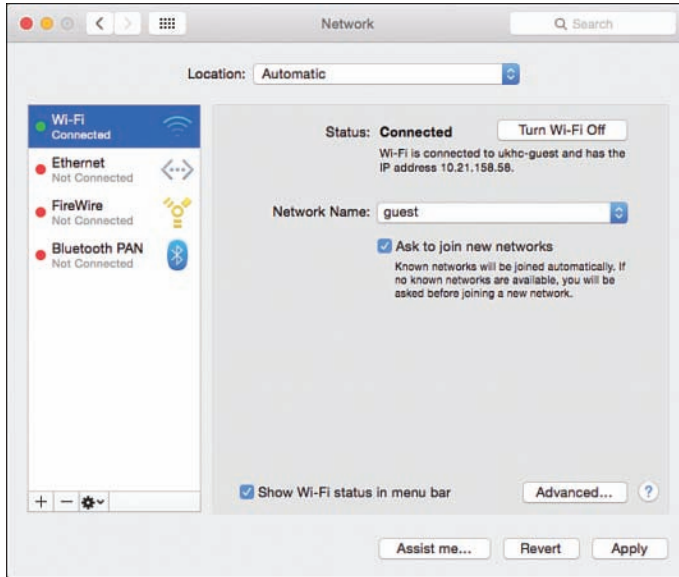 Network
Search
Location: Automatic
Wi-Fi
Connected
Ethernet
Not Connected
FireWire
Not Connected
Bluetooth PAN
Not Connected
Status: Connected Turn Wi-Fi Off
Wi-Fi is connected to ukhc-guest and has the
IP address 10.21.158.58.
Network Name: guest
Ask to join new networks
Known networks will be joined automatically. If
no known networks are available, you will be
asked before joining a new network.
Show Wi-Fi status in menu bar Advanced... ?
Assist me... Revert Apply